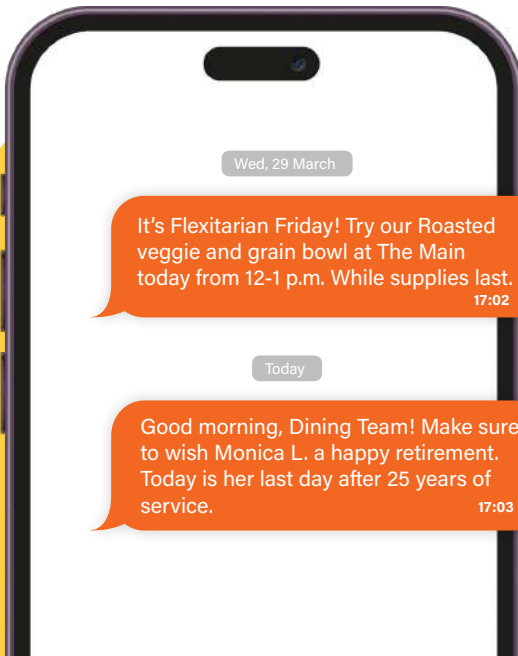 Wed, 29 March
It's Flexitarian Friday! Try our Roasted
veggie and grain bowl at The Main
today from 12-1 p.m. While supplies last.
17:02
Today
Good morning, Dining Team! Make sure
to wish Monica L. a happy retirement.
Today is her last day after 25 years of
service.
17:03